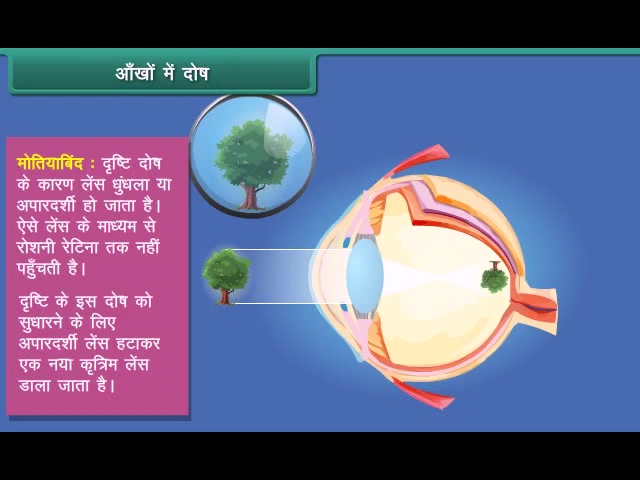 आँखों में दोष
मोतियाबिंद : दृष्टि दोष
के कारण लेंस धुंधला या
अपारदर्शी हो जाता है।
ऐसे लेंस के माध्यम से
रोशनी रेटिना तक नहीं
पहुँचती है।
दृष्टि के इस दोष को
सुधारने के लिए
अपारदर्शी लेंस हटाकर
एक नया कृत्रिम लेंस
डाला जाता है।